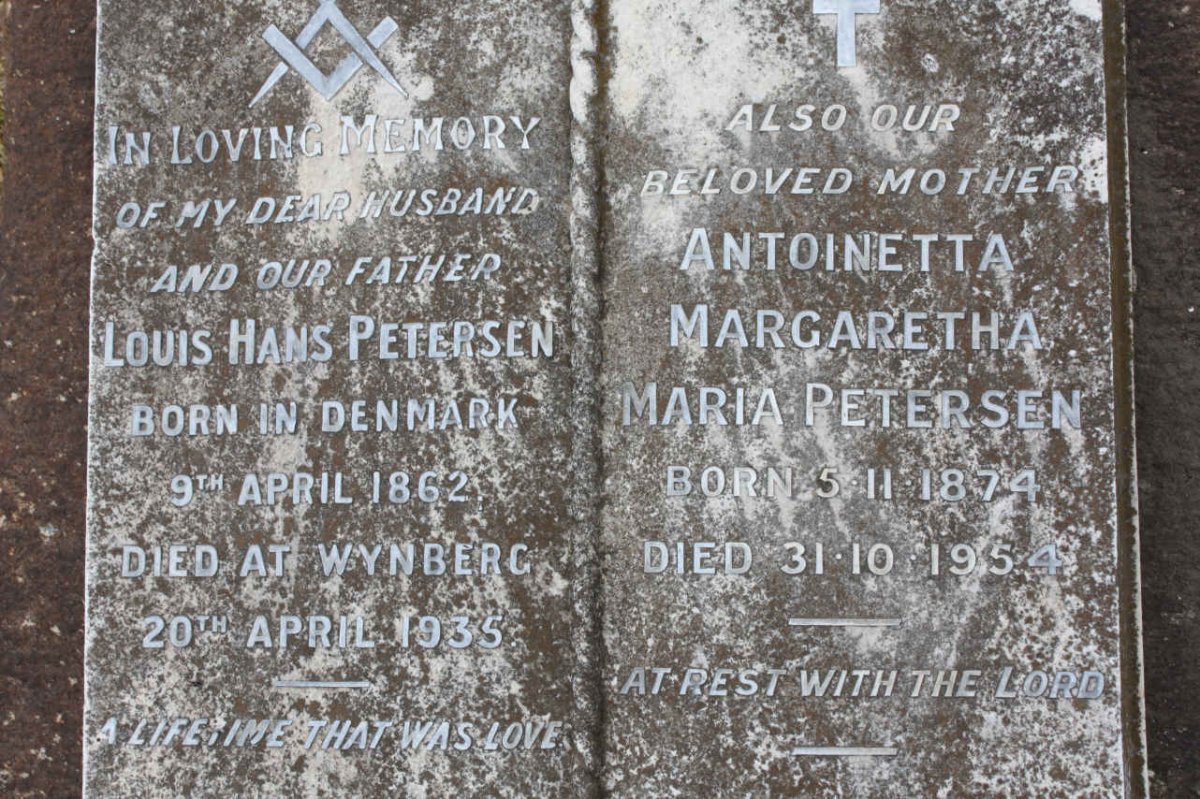 IN LOVING MEMORY
OF MY DEAR HUSBAND
AND OUR FATHER
LOUIS HANS PETERSEN
BORN IN DENMARK
9TH APRIL 1862
DIED AT WYNBERG
20TH APRIL 1935
A LIFETIME THAT WAS LOVE
ALSO OUR
BELOVED MOTHER
ANTOINETTA
MARGARETHA
MARIA PETERSEN
BORN 5·11·1874
DIED 31·10·1954
AT REST WITH THE LORD